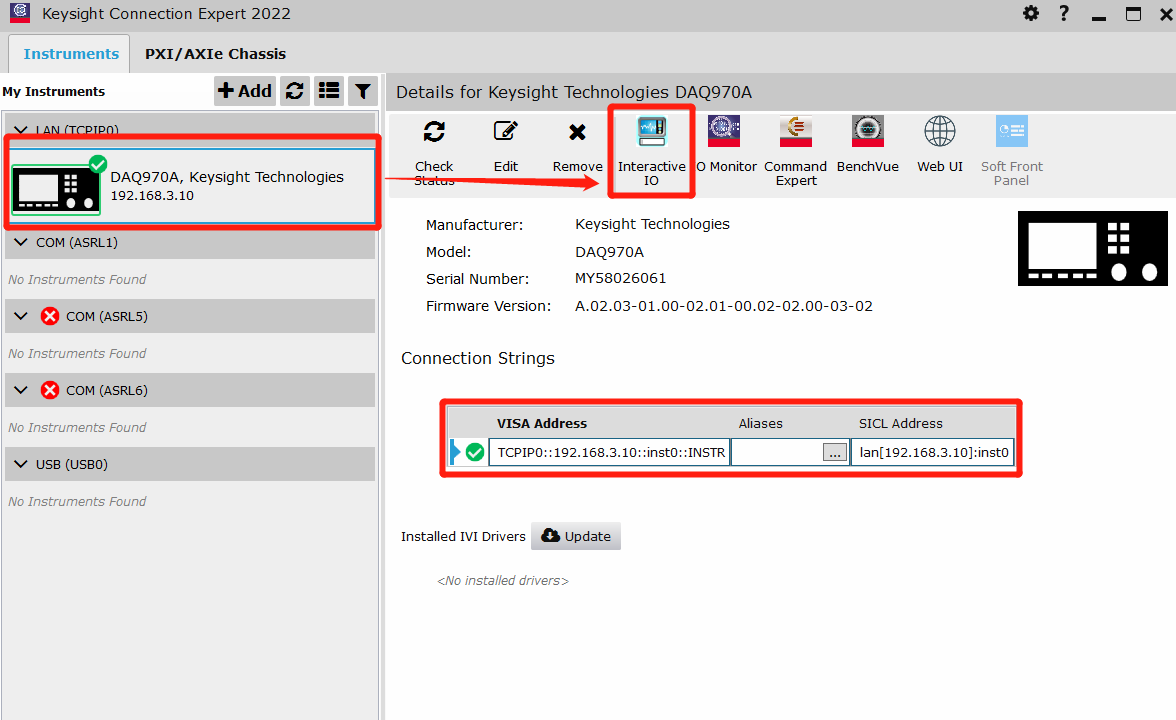 Keysight Connection Expert 2022
Instruments
PXI/AXIe Chassis
My Instruments
Add
Details for Keysight Technologies DAQ970A
LAN (TCPIP0)
DAQ970A, Keysight Technologies
192.168.3.10
COM (ASRL1)
No Instruments Found
COM (ASRL5)
No Instruments Found
COM (ASRL6)
No Instruments Found
USB (USB0)
No Instruments Found
Check
Status
Edit
Remove
Interactive
IO
O Monitor
Command
Expert
BenchVue
Web UI
Soft Front
Panel
Manufacturer: Keysight Technologies
Model: DAQ970A
Serial Number: MY58026061
Firmware Version: A.02.03-01.00-02.01-00.02-02.00-03-02
Connection Strings
VISA Address Aliases SICL Address
TCPIP0::192.168.3.10::inst0::INSTR ... lan[192.168.3.10]:inst0
Installed IVI Drivers Update
<No installed drivers>